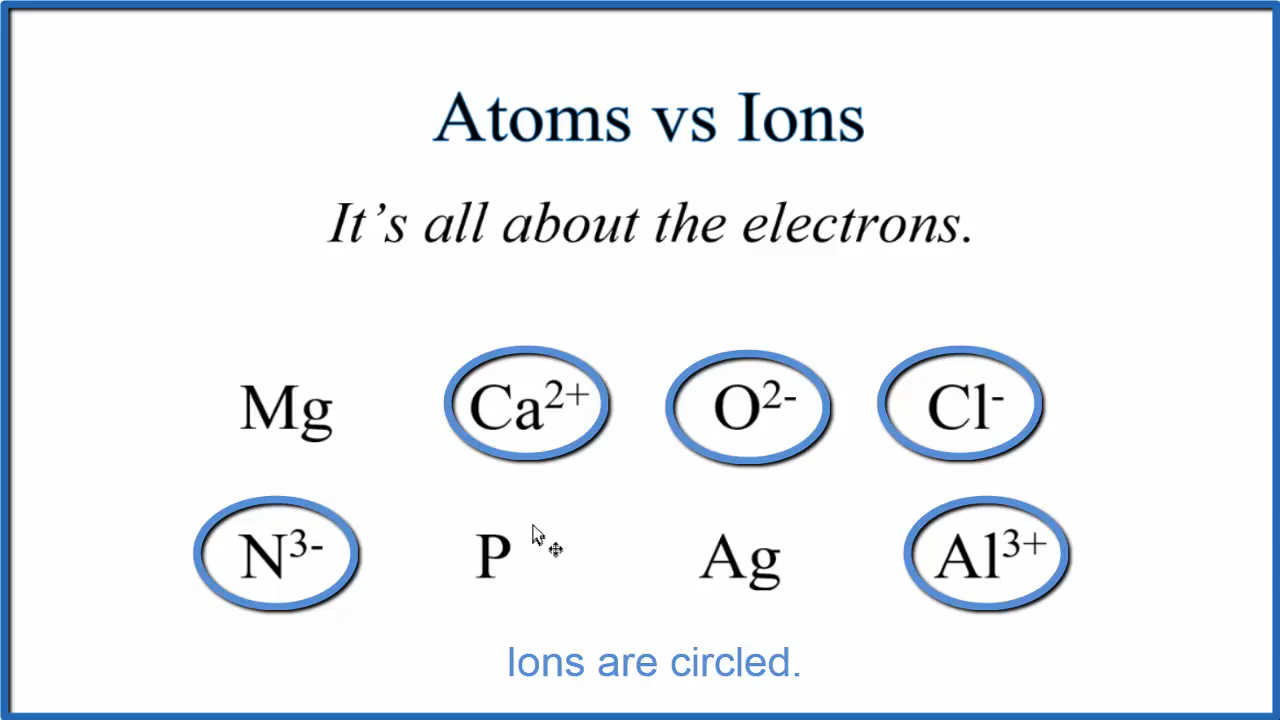 Atoms vs Ions
It’s all about the electrons.
Mg Ca²⁺ O²⁻ Cl⁻
N³⁻ P Ag Al³⁺
Ions are circled.